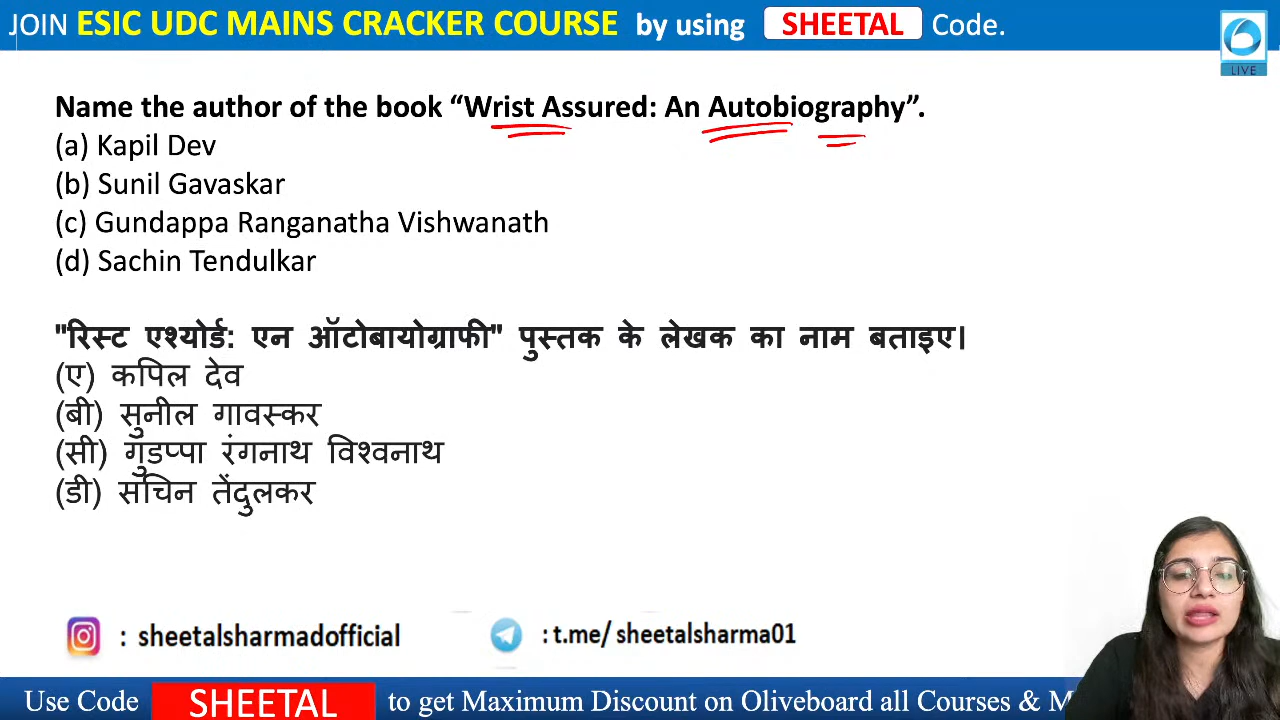 JOIN ESIC UDC MAINS CRACKER COURSE by using SHEETAL Code.
LIVE
Name the author of the book “Wrist Assured: An Autobiography”.
(a) Kapil Dev
(b) Sunil Gavaskar
(c) Gundappa Ranganatha Vishwanath
(d) Sachin Tendulkar
"रिस्ट एश्योर्ड: एन ऑटोबायोग्राफी" पुस्तक के लेखक का नाम बताइए।
(ए) कपिल देव
(बी) सुनील गावस्कर
(सी) गुडप्पा रंगनाथ विश्वनाथ
(डी) सचिन तेंदुलकर
: sheetalsharmadofficial
: t.me/ sheetalsharma01
Use Code SHEETAL to get Maximum Discount on Oliveboard all Courses & M